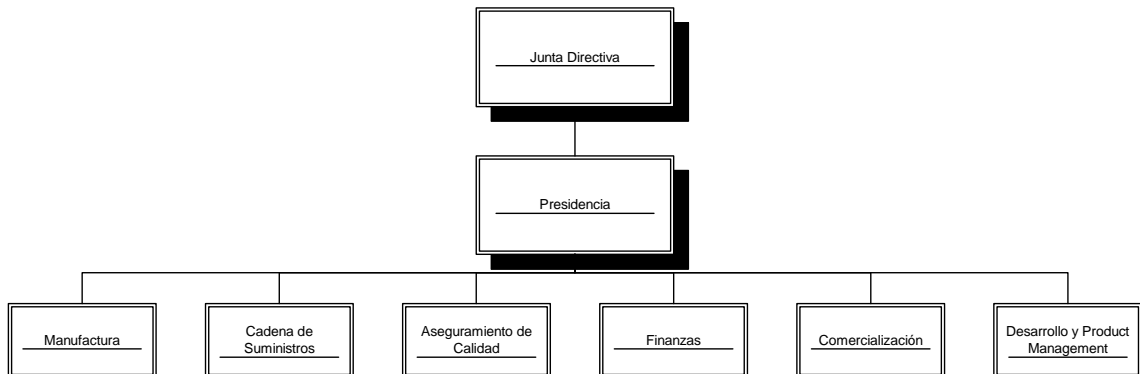 Junta Directiva
Presidencia
Manufactura
Cadena de
Suministros
Aseguramiento de
Calidad
Finanzas
Comercialización
Desarrollo y Product
Management